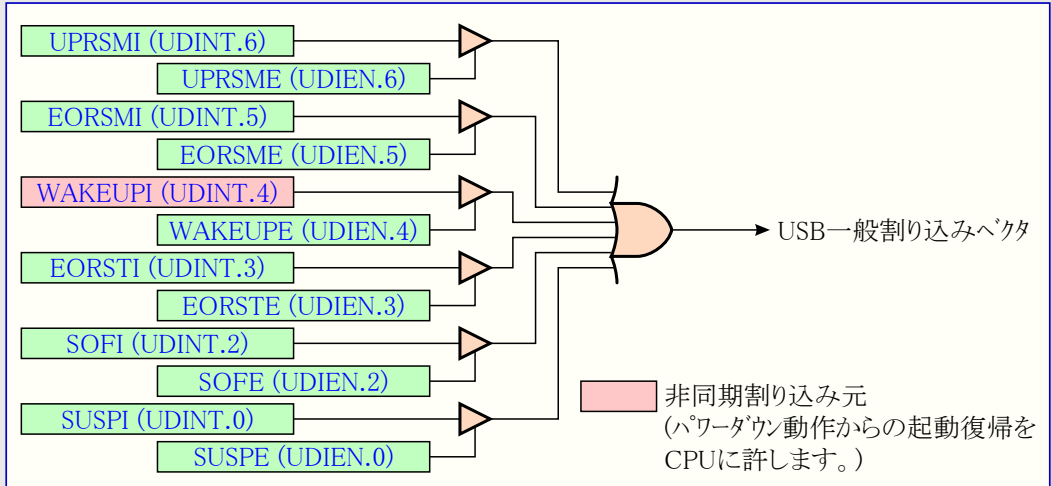 UPRSMI (UDINT.6)
UPRSME (UDIEN.6)
EORSMI (UDINT.5)
EORSME (UDIEN.5)
WAKEUPI (UDINT.4)
WAKEUPE (UDIEN.4)
EORSTI (UDINT.3)
EORSTE (UDIEN.3)
SOFI (UDINT.2)
SOFE (UDIEN.2)
SUSPI (UDINT.0)
SUSPE (UDIEN.0)
USB一般割り込みベクタ
非同期割り込み元
(パワーダウン動作からの起動復帰を
CPUに許します。)